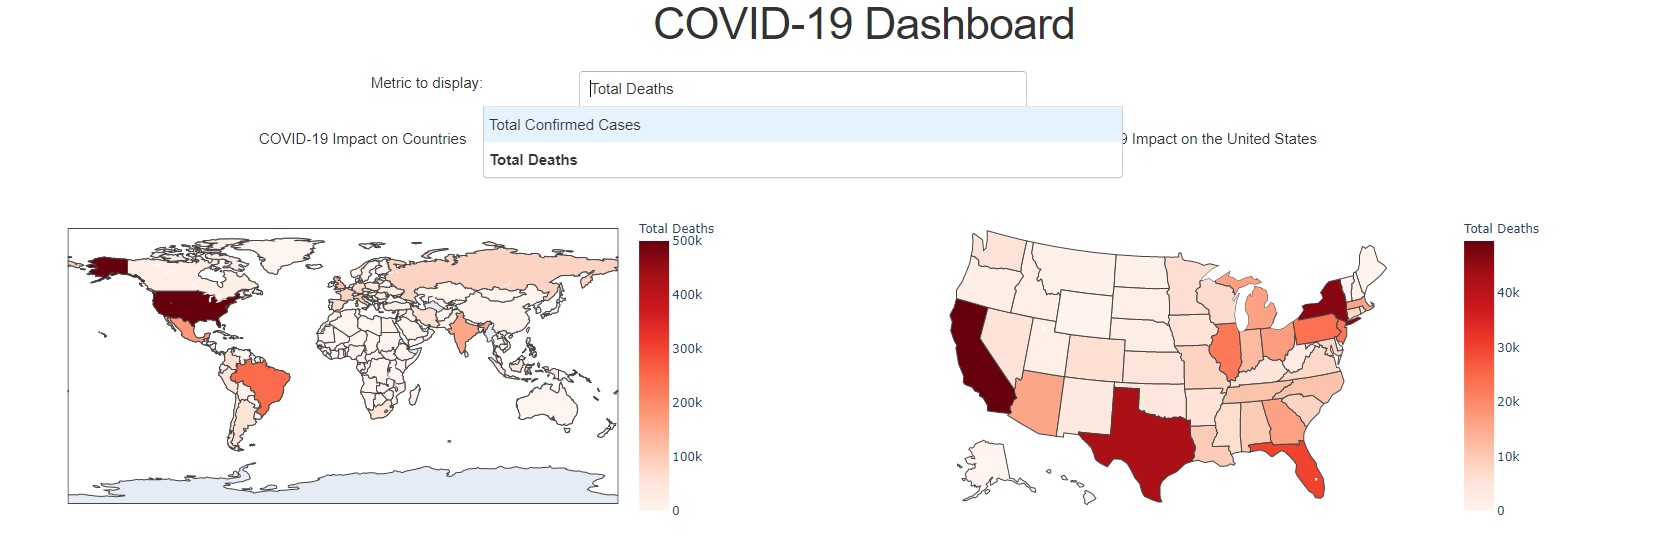 COVID-19 Dashboard
Metric to display:
Total Deaths
Total Confirmed Cases
Total Deaths
COVID-19 Impact on Countries
9 Impact on the United States
Total Deaths
500k
400k
300k
200k
100k
0
Total Deaths
40k
30k
20k
10k
0